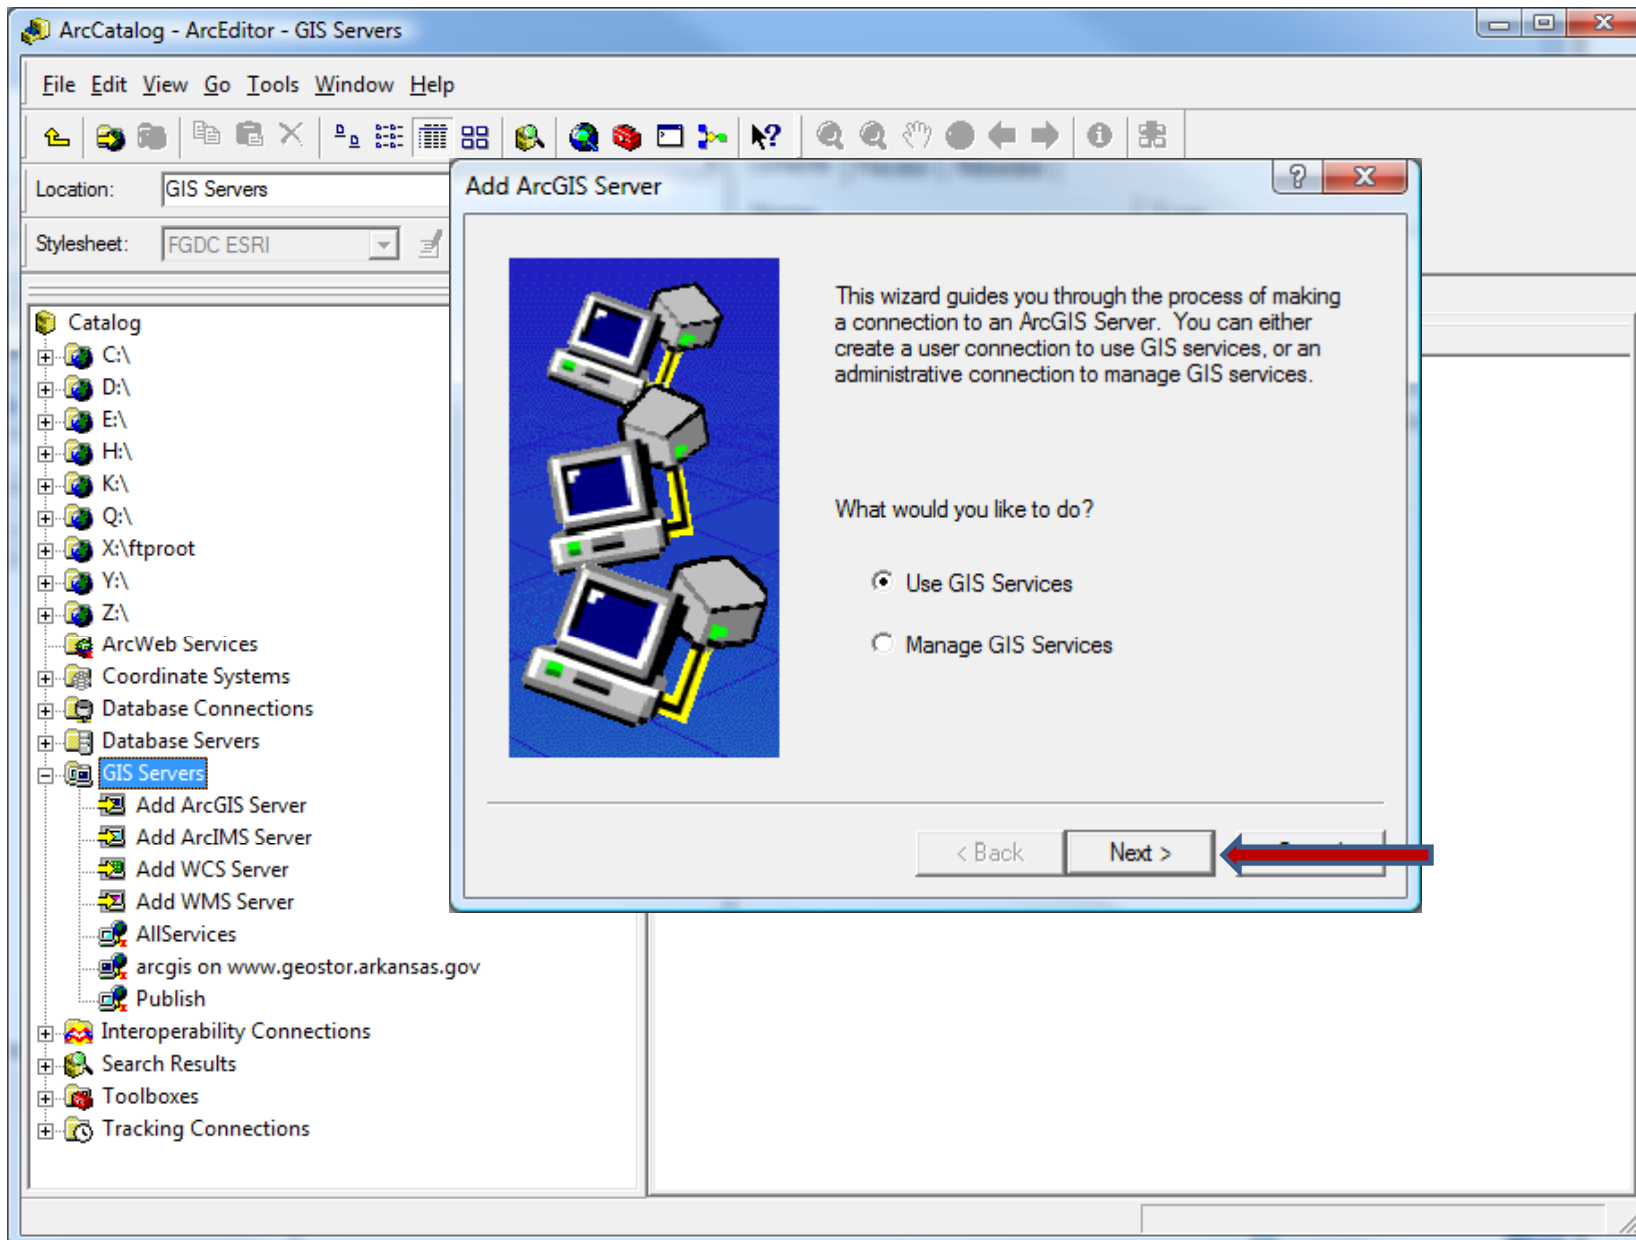 ArcCatalog - ArcEditor - GIS Servers
File Edit View Go Tools Window Help
Location: GIS Servers
Stylesheet: FGDC ESRI
Catalog
C:\
D:\
E:\
H:\
K:\
Q:\
X:\ftproot
Y:\
Z:\
ArcWeb Services
Coordinate Systems
Database Connections
Database Servers
GIS Servers
Add ArcGIS Server
Add ArcIMS Server
Add WCS Server
Add WMS Server
AllServices
arcgis on www.geostor.arkansas.gov
Publish
Interoperability Connections
Search Results
Toolboxes
Tracking Connections
Add ArcGIS Server
This wizard guides you through the process of making
a connection to an ArcGIS Server. You can either
create a user connection to use GIS services, or an
administrative connection to manage GIS services.
What would you like to do?
Use GIS Services
Manage GIS Services
< Back Next >